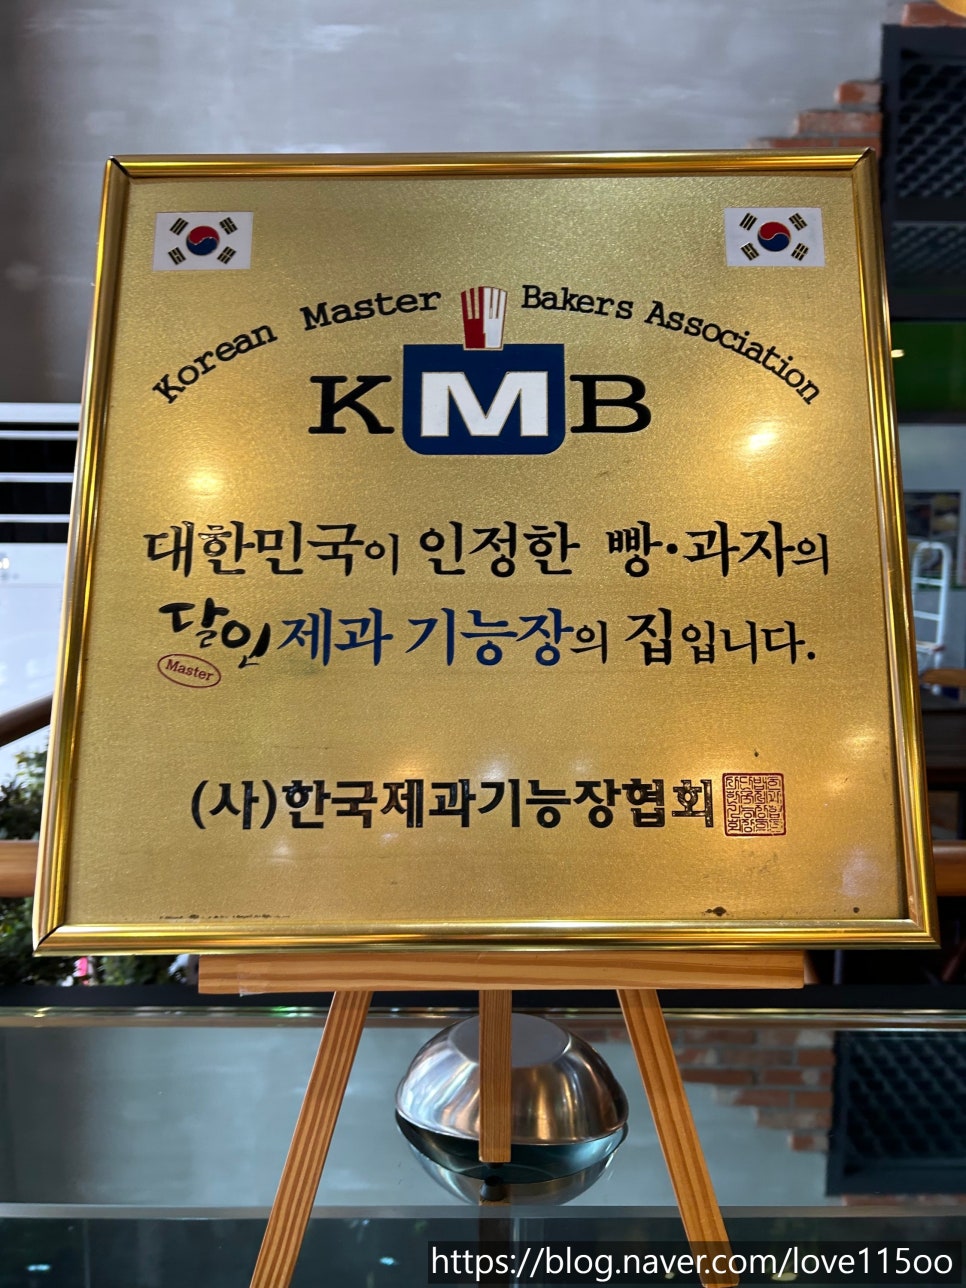 Korean Master Bakers Association
KMB
대한민국이 인정한 빵·과자의
달인 제과 기능장의 집입니다.
Master
(사)한국제과기능장협회
https://blog.naver.com/love115oo